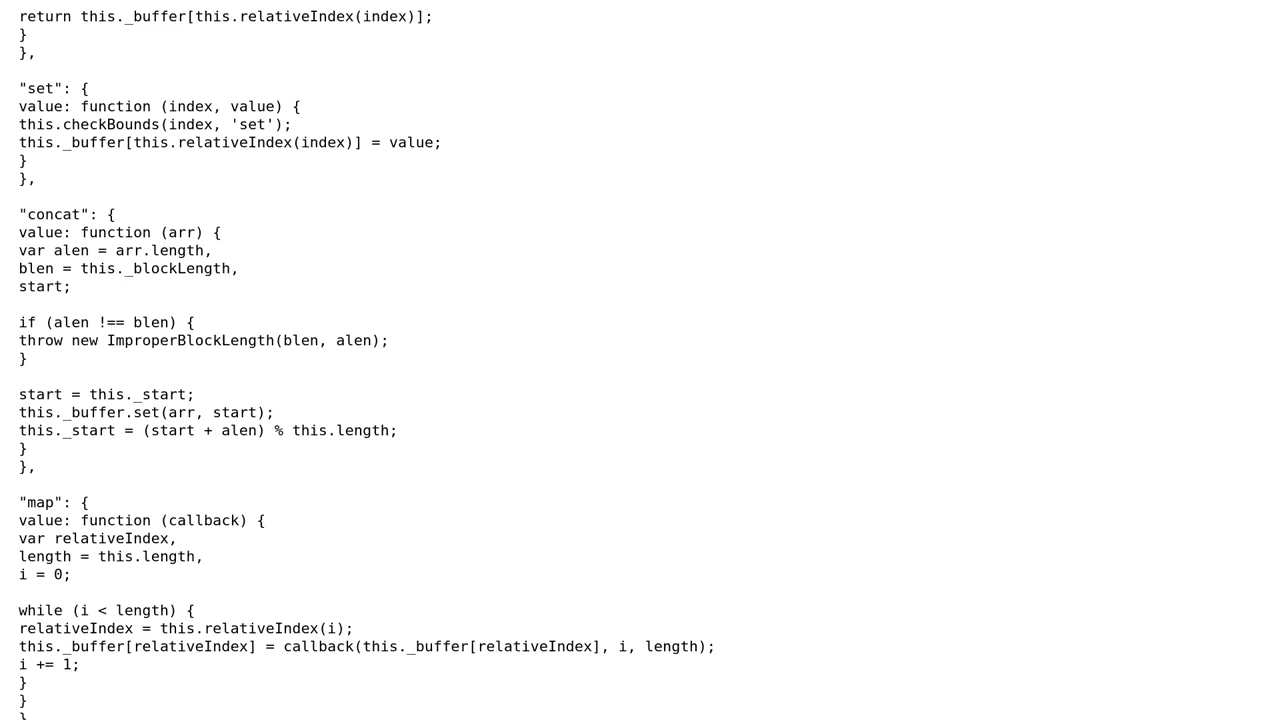 return this._buffer[this.relativeIndex(index)];
}
},

"set": {
value: function (index, value) {
this.checkBounds(index, 'set');
this._buffer[this.relativeIndex(index)] = value;
}
},

"concat": {
value: function (arr) {
var alen = arr.length,
blen = this._blockLength,
start;

if (alen !== blen) {
throw new ImproperBlockLength(blen, alen);
}

start = this._start;
this._buffer.set(arr, start);
this._start = (start + alen) % this.length;
}
},

"map": {
value: function (callback) {
var relativeIndex,
length = this.length,
i = 0;

while (i < length) {
relativeIndex = this.relativeIndex(i);
this._buffer[relativeIndex] = callback(this._buffer[relativeIndex], i, length);
i += 1;
}
}
}